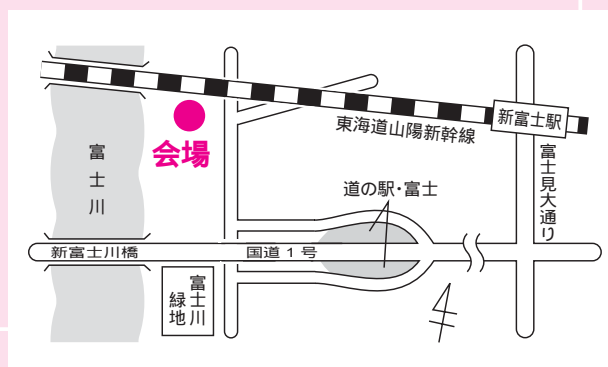 新富士駅
東海道山陽新幹線
会場
富士川
富士見大通り
道の駅・富士
新富士川橋
国道1号
富士川
緑地